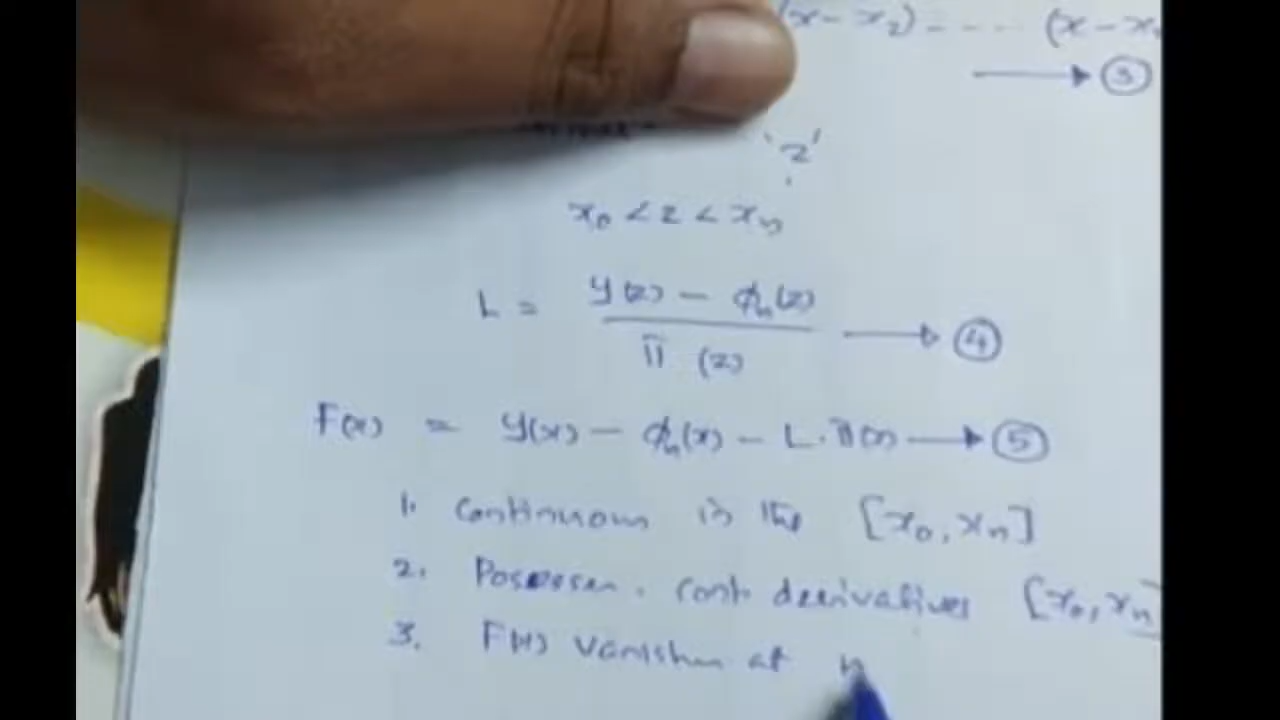 (x - x₂) - - - - (x - x
→ ③
'z'
x₀ < z < xₙ
L = y(z) - φₙ(z) / π (z) → ④
F(x) = y(x) - φₙ(x) - L.π(x) → ⑤
1. Continuous in the [x₀, xₙ]
2. Possesses. cont. derivatives [x₀, xₙ]
3. F(x) vanishes at n